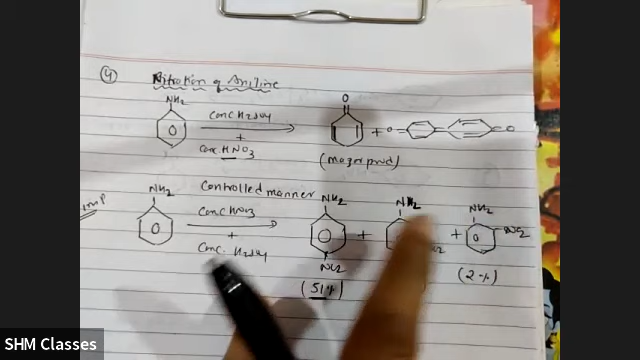 ④ Nitration of Aniline
NH₂
Conc H₂SO₄
+
Conc. HNO₃
O
+ O= =O
(major prod)
imp
NH₂
Controlled manner
Conc HNO₃
+
Conc. H₂SO₄
NH₂
NO₂
(51%)
+
NH₂
+
NH₂
NO₂
(2%)
SHM Classes